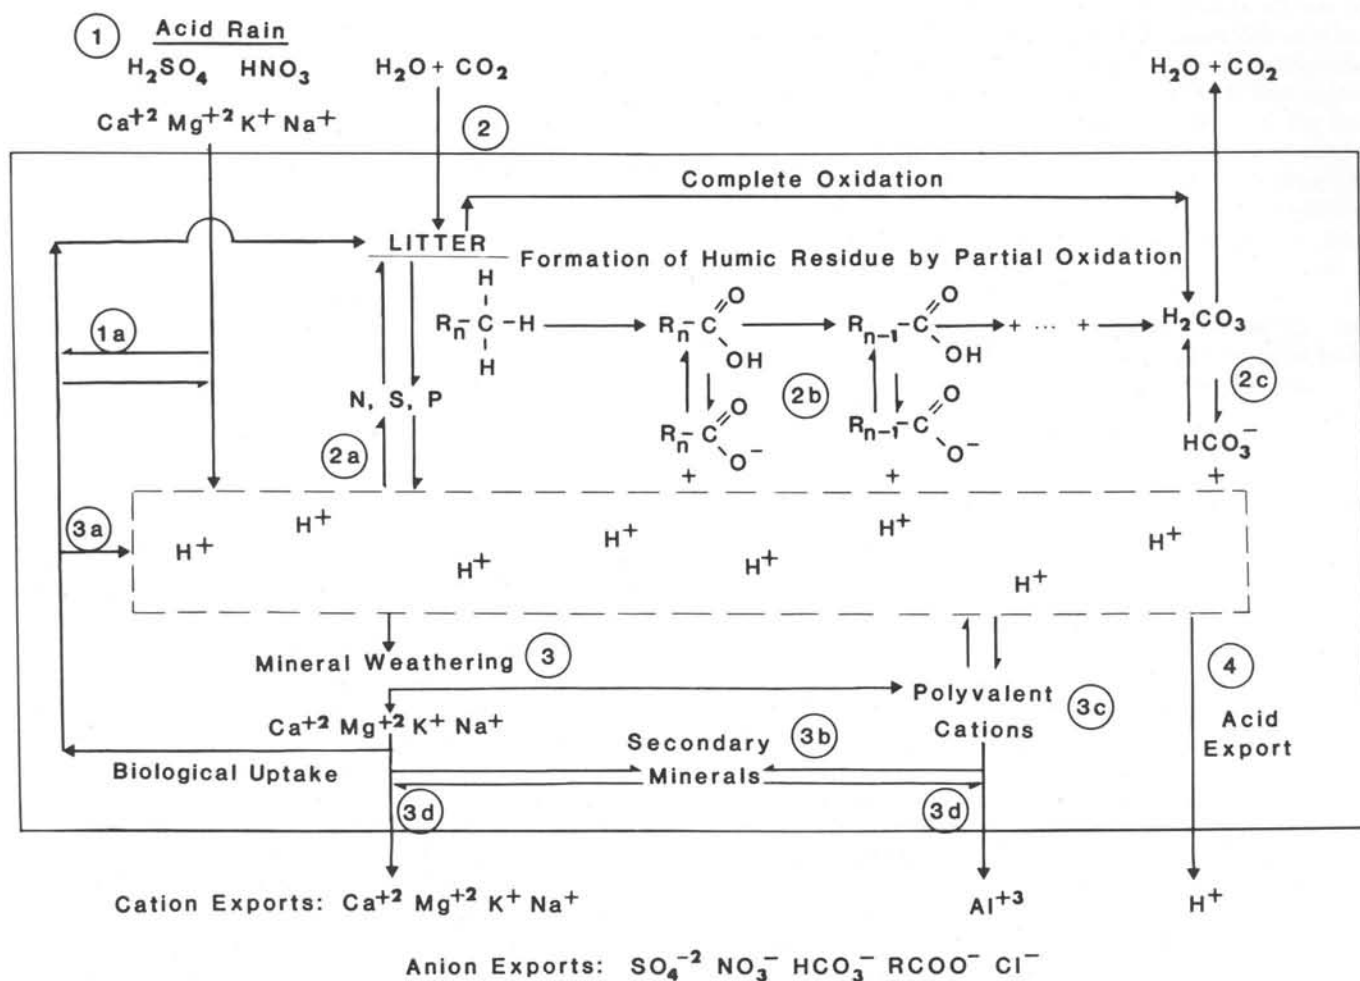 1 Acid Rain
H₂SO₄ HNO₃ H₂O + CO₂ H₂O + CO₂
Ca⁺² Mg⁺² K⁺ Na⁺
2
Complete Oxidation
LITTER
Formation of Humic Residue by Partial Oxidation
H
Rₙ–C–H
H
Rₙ–C
O
OH
Rₙ₋₁–C
O
OH
+ ... +
H₂CO₃
1a
N, S, P
2a
2b
2c
Rₙ–C
O
O⁻
+
Rₙ₋₁–C
O
O⁻
+
HCO₃⁻
+
3a
H⁺ H⁺ H⁺ H⁺ H⁺ H⁺ H⁺ H⁺
Mineral Weathering 3
Ca⁺² Mg⁺² K⁺ Na⁺
Polyvalent
Cations
3c
4
Acid
Export
Biological Uptake
Secondary
Minerals
3b
3d
3d
Cation Exports: Ca⁺² Mg⁺² K⁺ Na⁺ Al⁺³ H⁺
Anion Exports: SO₄⁻² NO₃⁻ HCO₃⁻ RCOO⁻ Cl⁻